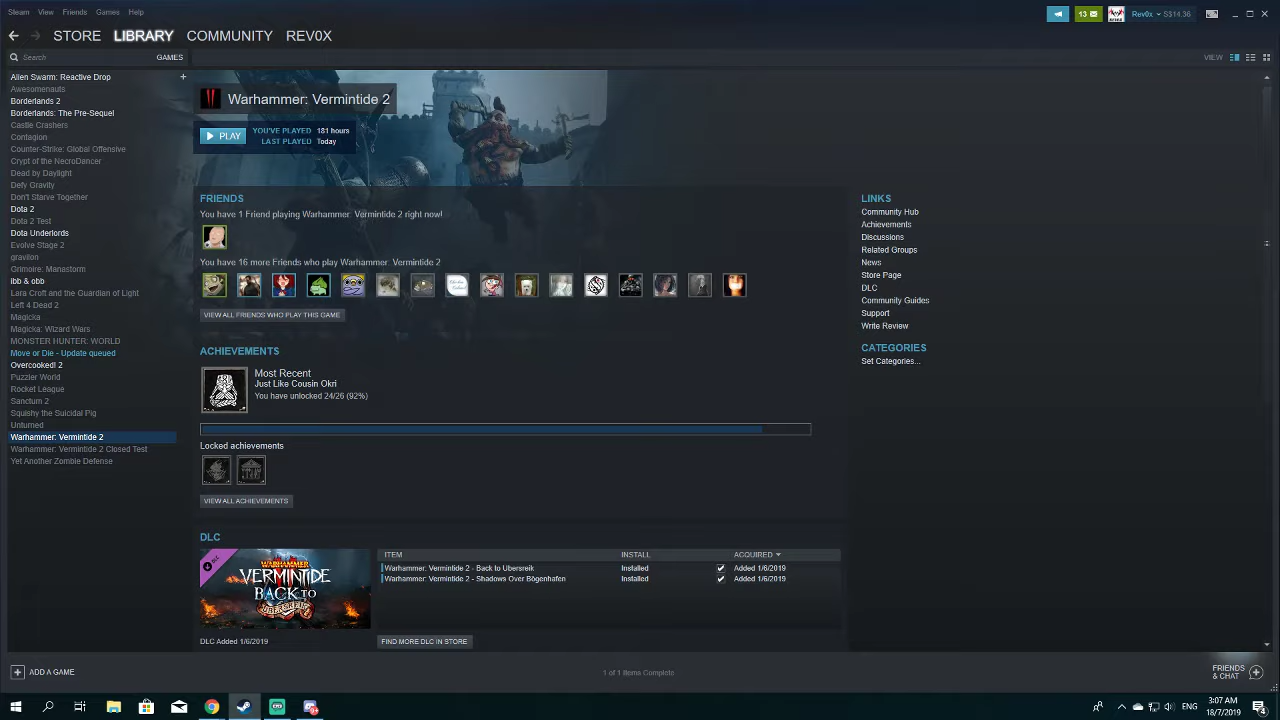 Steam View Friends Games Help
13 Rev0x S$14.36
STORE LIBRARY COMMUNITY REV0X
Search GAMES VIEW
Alien Swarm: Reactive Drop
Awesomenauts
Borderlands 2
Borderlands: The Pre-Sequel
Castle Crashers
Contagion
Counter-Strike: Global Offensive
Crypt of the NecroDancer
Dead by Daylight
Defy Gravity
Don't Starve Together
Dota 2
Dota 2 Test
Dota Underlords
Evolve Stage 2
gravilon
Grimoire: Manastorm
ibb & obb
Lara Croft and the Guardian of Light
Left 4 Dead 2
Magicka
Magicka: Wizard Wars
MONSTER HUNTER: WORLD
Move or Die - Update queued
Overcooked! 2
Puzzler World
Rocket League
Sanctum 2
Squishy the Suicidal Pig
Unturned
Warhammer: Vermintide 2
Warhammer: Vermintide 2 Closed Test
Yet Another Zombie Defense
Warhammer: Vermintide 2
PLAY
YOU'VE PLAYED 181 hours
LAST PLAYED Today
FRIENDS
You have 1 Friend playing Warhammer: Vermintide 2 right now!
You have 16 more Friends who play Warhammer: Vermintide 2
VIEW ALL FRIENDS WHO PLAY THIS GAME
ACHIEVEMENTS
Most Recent
Just Like Cousin Okri
You have unlocked 24/26 (92%)
Locked achievements
VIEW ALL ACHIEVEMENTS
DLC
DLC
WARHAMMER
VERMINTIDE
BACK TO
UBERSREIK
DLC Added 1/6/2019
ITEM INSTALL ACQUIRED
Warhammer: Vermintide 2 - Back to Ubersreik Installed Added 1/6/2019
Warhammer: Vermintide 2 - Shadows Over Bögenhafen Installed Added 1/6/2019
FIND MORE DLC IN STORE
LINKS
Community Hub
Achievements
Discussions
Related Groups
News
Store Page
DLC
Community Guides
Support
Write Review
CATEGORIES
Set Categories...
ADD A GAME
1 of 1 Items Complete
FRIENDS
& CHAT
ENG
3:07 AM
18/7/2019
4